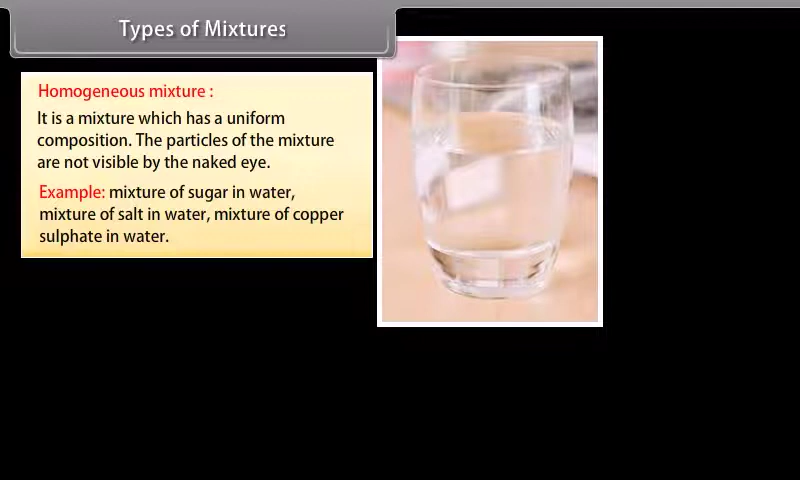 Types of Mixtures
Homogeneous mixture :
It is a mixture which has a uniform
composition. The particles of the mixture
are not visible by the naked eye.
Example: mixture of sugar in water,
mixture of salt in water, mixture of copper
sulphate in water.